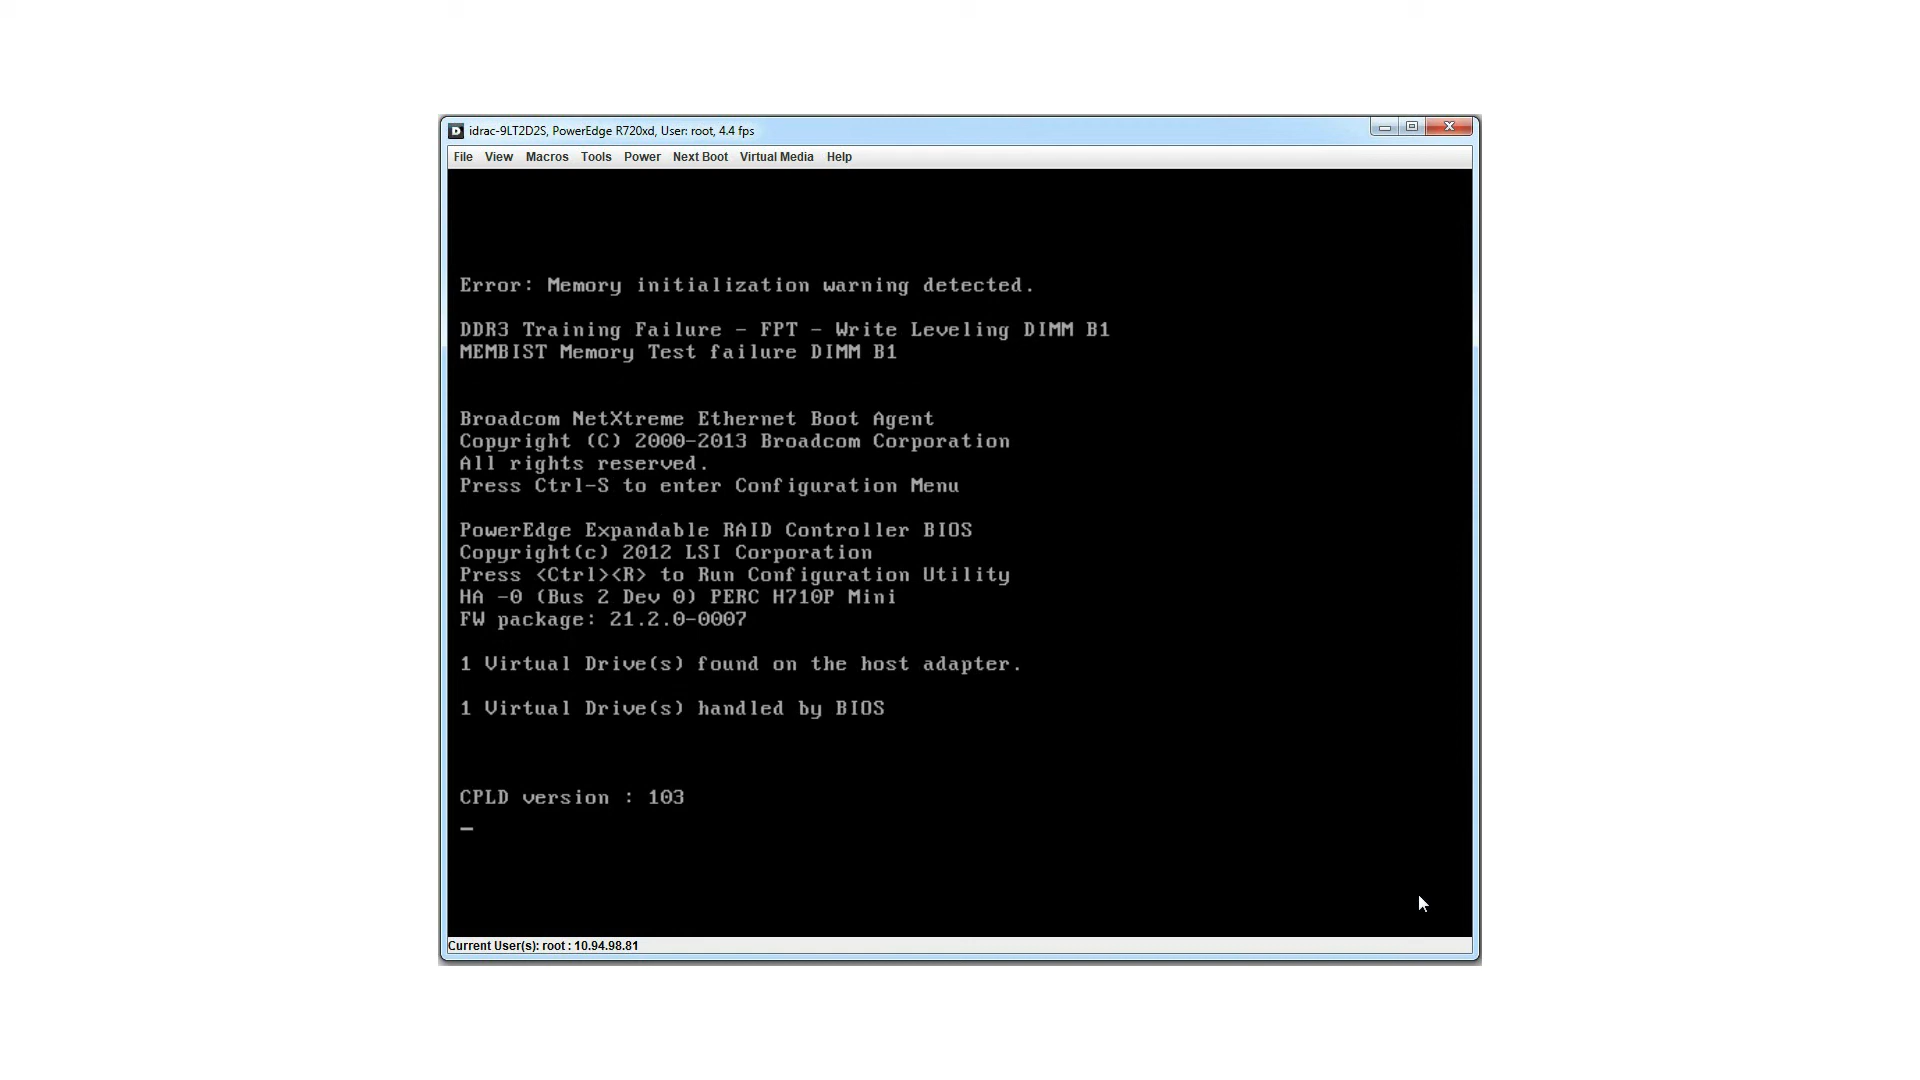 idrac-9LT2D2S, PowerEdge R720xd, User: root, 4.4 fps
File View Macros Tools Power Next Boot Virtual Media Help
Error: Memory initialization warning detected.
DDR3 Training Failure - FPT - Write Leveling DIMM B1
MEMBIST Memory Test failure DIMM B1
Broadcom NetXtreme Ethernet Boot Agent
Copyright (C) 2000-2013 Broadcom Corporation
All rights reserved.
Press Ctrl-S to enter Configuration Menu
PowerEdge Expandable RAID Controller BIOS
Copyright(c) 2012 LSI Corporation
Press <Ctrl><R> to Run Configuration Utility
HA -0 (Bus 2 Dev 0) PERC H710P Mini
FW package: 21.2.0-0007
1 Virtual Drive(s) found on the host adapter.
1 Virtual Drive(s) handled by BIOS
CPLD version : 103
_
Current User(s): root : 10.94.98.81